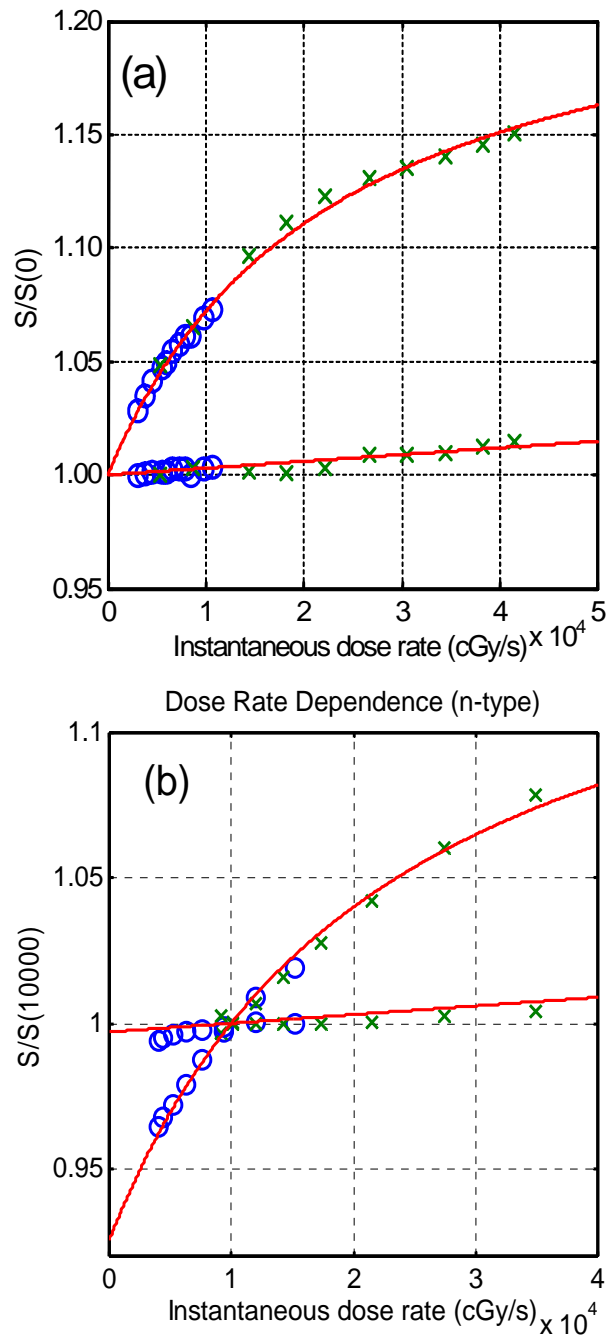 1.20
(a)
1.15
1.10
1.05
1.00
0.95
S/S(0)
0 1 2 3 4 5
Instantaneous dose rate (cGy/s) x 10^4
Dose Rate Dependence (n-type)
1.1
(b)
1.05
1
0.95
S/S(10000)
0 1 2 3 4
Instantaneous dose rate (cGy/s) x 10^4